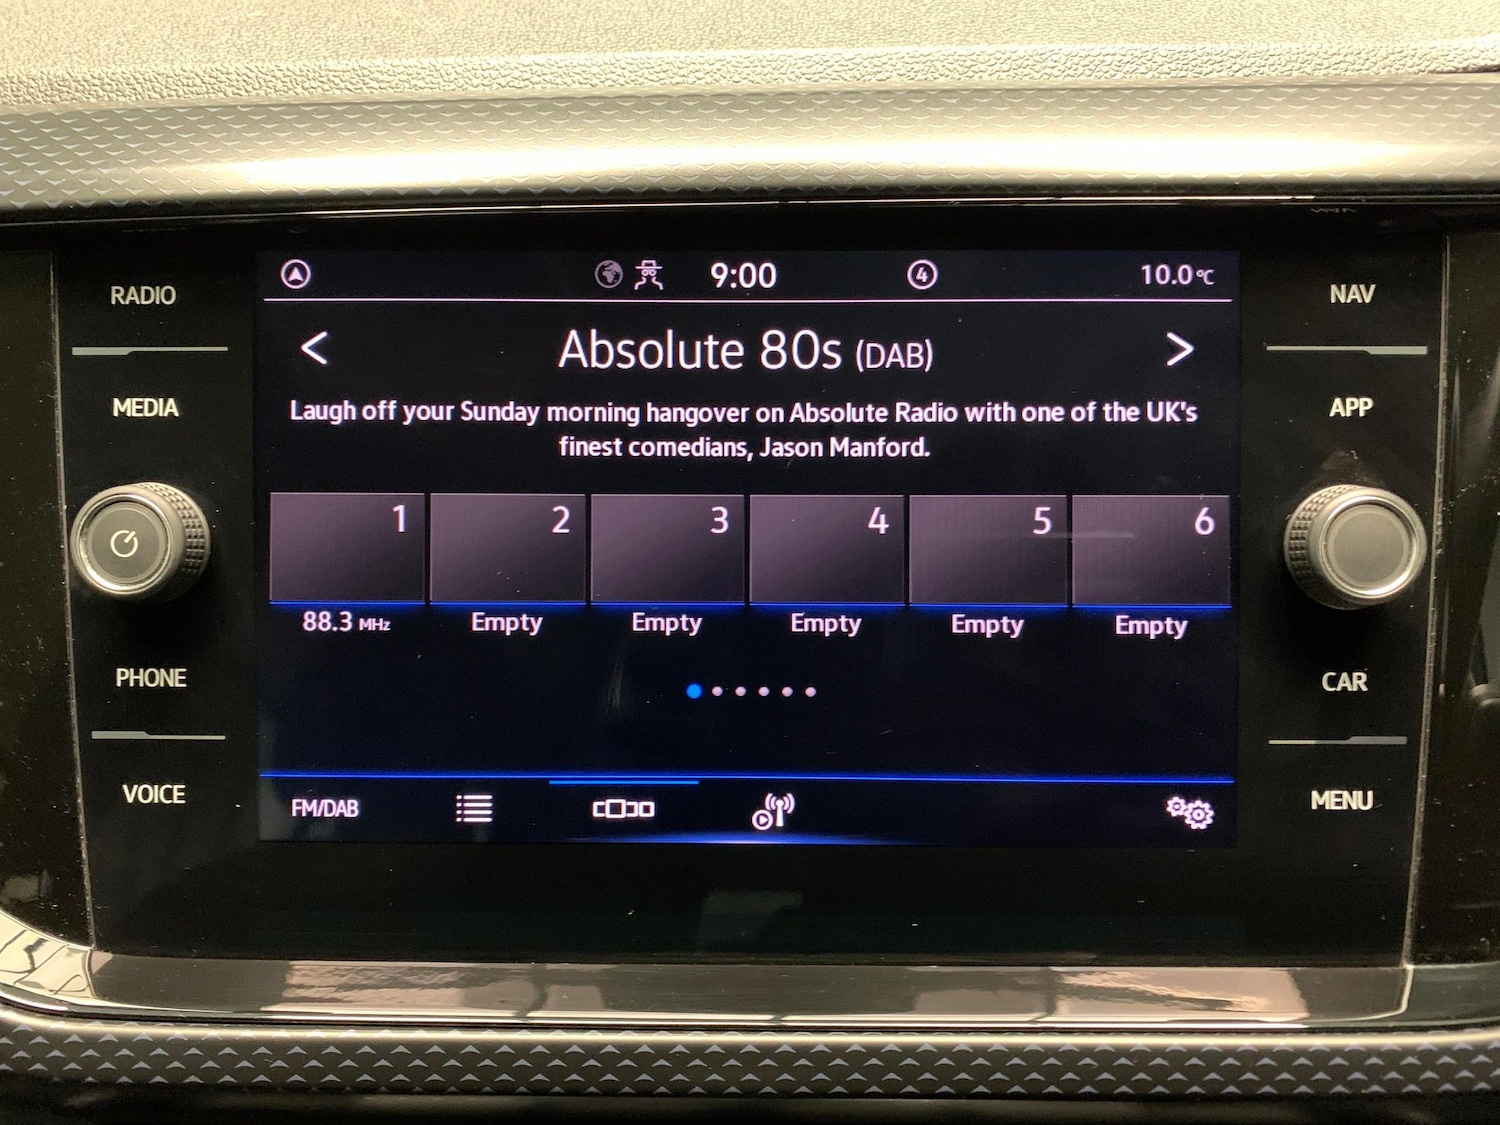 RADIO
MEDIA
PHONE
VOICE
9:00
4
10.0°C
< Absolute 80s (DAB) >
Laugh off your Sunday morning hangover on Absolute Radio with one of the UK's
finest comedians, Jason Manford.
1 2 3 4 5 6
88.3 MHz Empty Empty Empty Empty Empty
FM/DAB
NAV
APP
CAR
MENU